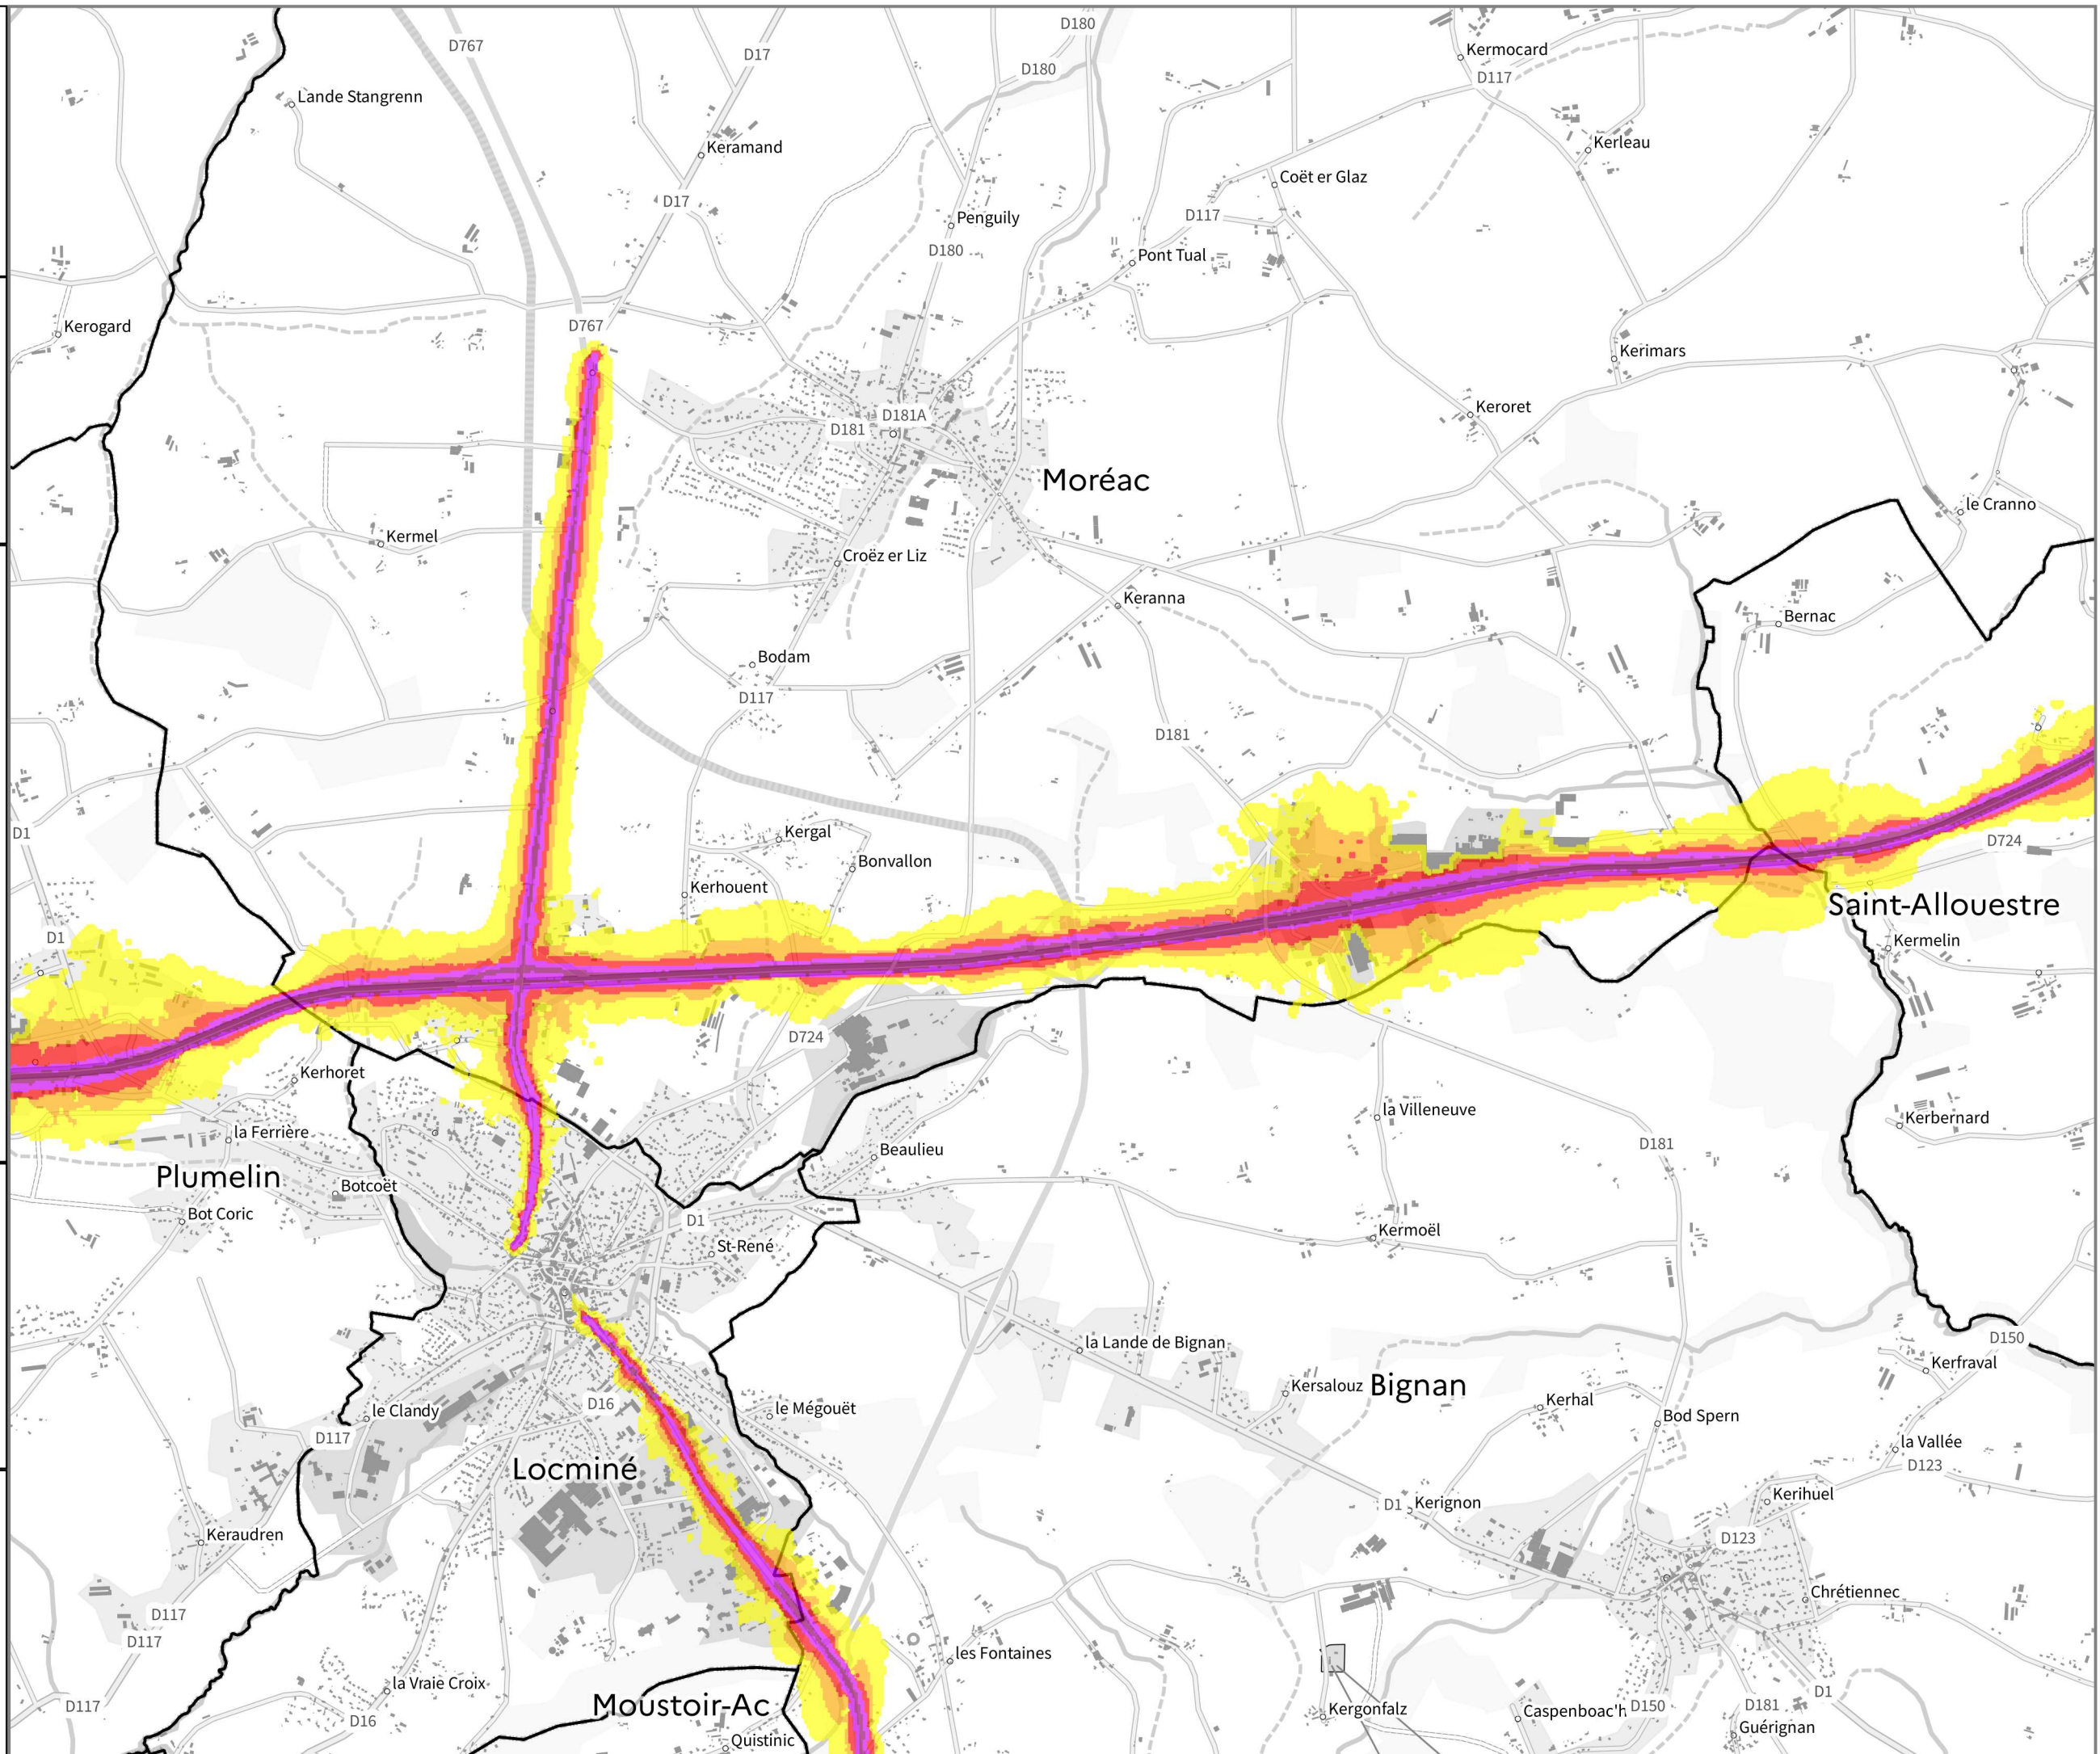 D180
D767
Kermocard
D17
D180
D117
Lande Stangrenn
Kerleau
Keramand
Coët er Glaz
D17
D117
Penguily
D180
Pont Tual
D767
Kerogard
Kerimars
Keroret
D181A
D181
Moréac
le Cranno
Kermel
Croëz er Liz
Keranna
Bernac
Bodam
D117
D181
D1
Kergal
D724
Bonvallon
Kerhouent
Saint-Allouestre
D1
Kermelin
D724
Kerhoret
la Villeneuve
Kerbernard
la Ferrière
D181
Beaulieu
Plumelin
Botcoët
Bot Coric
D1
Kermoël
St-René
D150
la Lande de Bignan
Kerfraval
Kersalouz
Bignan
Kerhal
D16
le Mégouët
le Clandy
Bod Spern
D117
la Vallée
D123
Locminé
Kerihuel
D1
Kerignon
Keraudren
D123
Chrétiennec
D117
D117
les Fontaines
la Vraie Croix
D117
Moustoir-Ac
D1
D150
D181
Kergonfalz
Caspenboac'h
D16
Guérignan
Quistinic